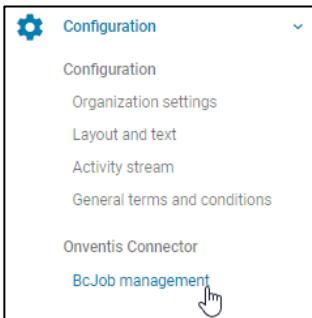 Configuration
Configuration
Organization settings
Layout and text
Activity stream
General terms and conditions
Onventis Connector
BcJob management